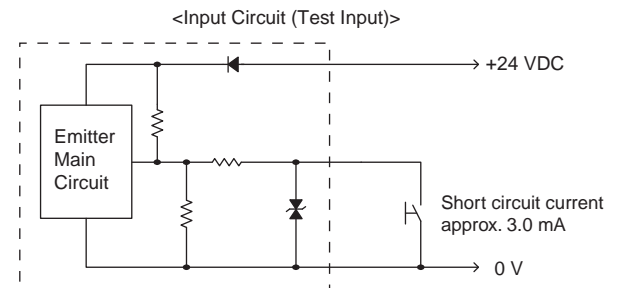 <Input Circuit (Test Input)>
+24 VDC
Emitter
Main
Circuit
Short circuit current
approx. 3.0 mA
0 V